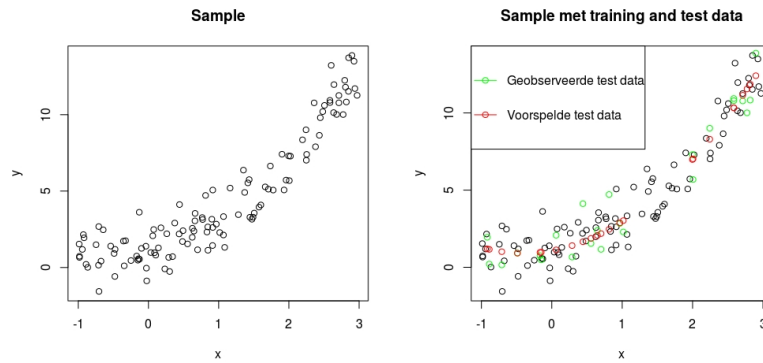 Sample
y
10
5
0
-1
0
1
2
3
x
Sample met training and test data
Geobserveerde test data
Voorspelde test data
y
10
5
0
-1
0
1
2
3
x